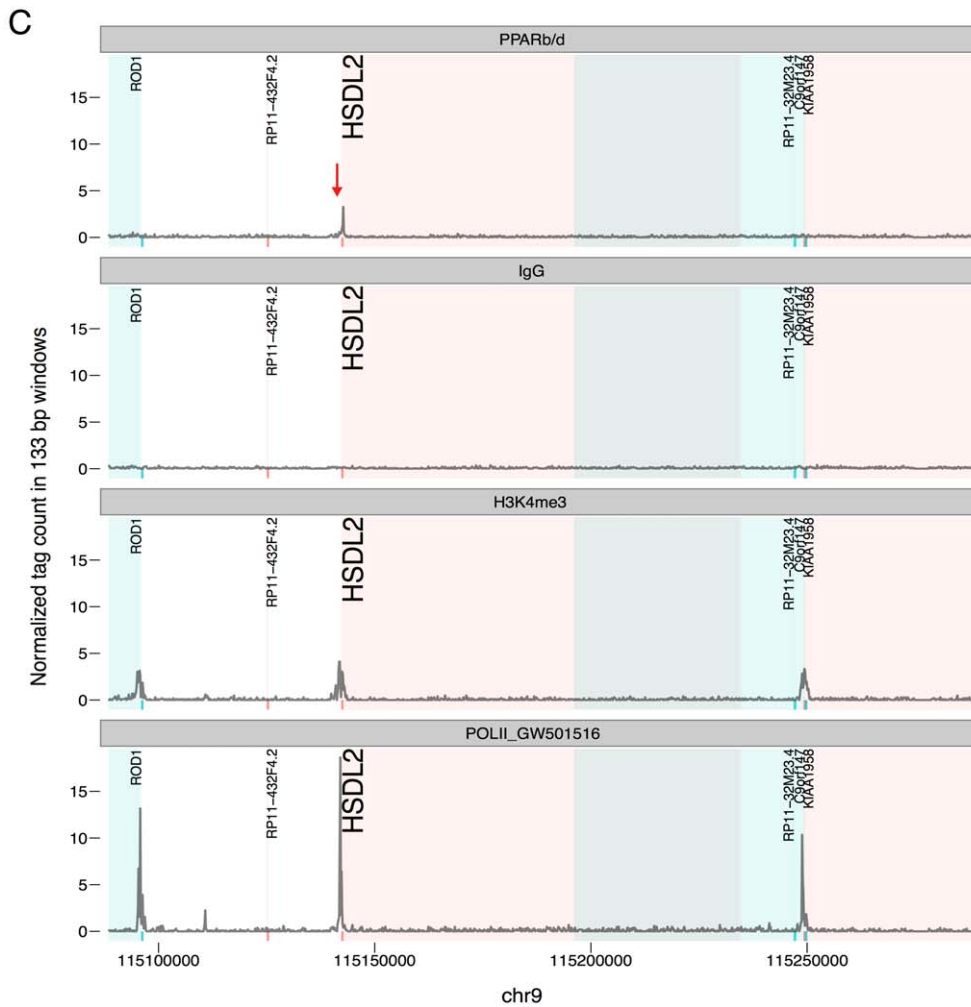 C
PPARb/d
ROD1
RP11-432F4.2
HSDL2
RP11-32M23.4
C9orf147
KIAA1958
15
10
5
0
IgG
ROD1
RP11-432F4.2
HSDL2
RP11-32M23.4
C9orf147
KIAA1958
15
10
5
0
Normalized tag count in 133 bp windows
H3K4me3
ROD1
RP11-432F4.2
HSDL2
RP11-32M23.4
C9orf147
KIAA1958
15
10
5
0
POLII_GW501516
ROD1
RP11-432F4.2
HSDL2
RP11-32M23.4
C9orf147
KIAA1958
15
10
5
0
115100000
115150000
115200000
115250000
chr9